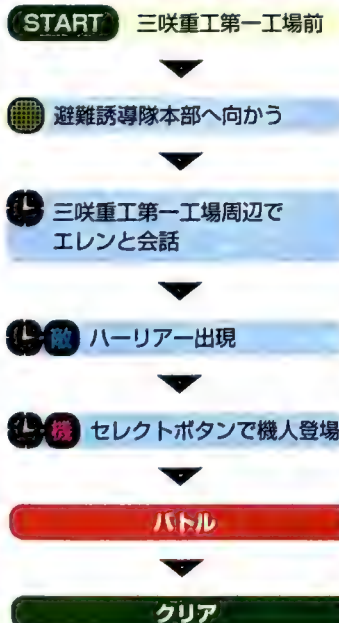 START 三咲重工第一工場前
避難誘導隊本部へ向かう
三咲重工第一工場周辺で
エレンと会話
敵 ハーリアー出現
機 セレクトボタンで機人登場
バトル
クリア